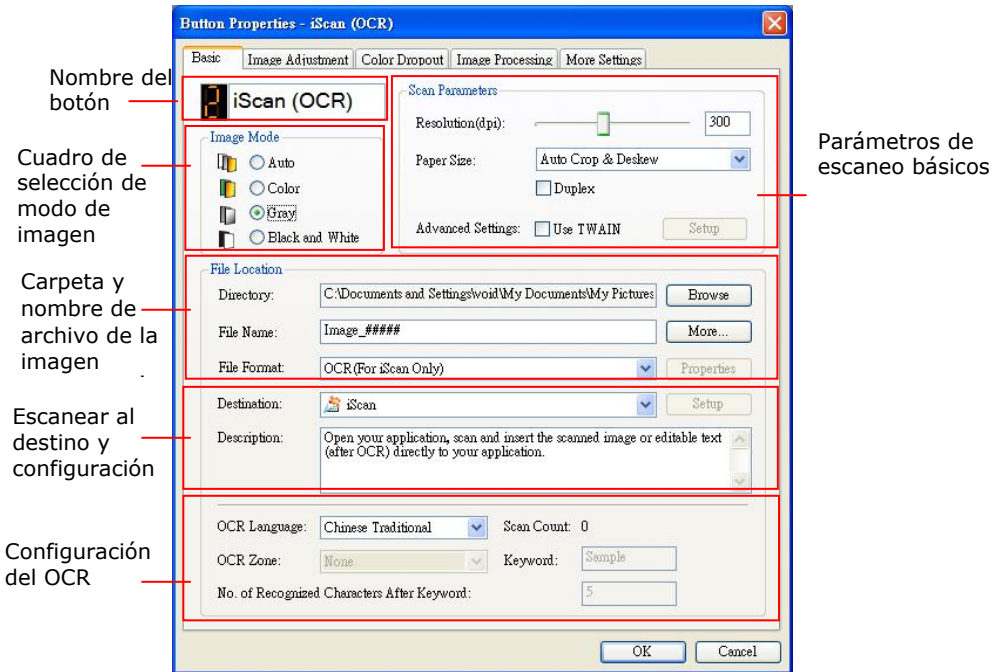 Button Properties - iScan (OCR)
Basic
Image Adjustment
Color Dropout
Image Processing
More Settings
Nombre del
botón
2 iScan (OCR)
Image Mode
Auto
Color
Gray
Black and White
Cuadro de
selección de
modo de
imagen
Scan Parameters
Resolution(dpi): 300
Paper Size: Auto Crop & Deskew
Duplex
Advanced Settings: Use TWAIN Setup
Parámetros de
escaneo básicos
Carpeta y
nombre de
archivo de la
imagen
.
File Location
Directory: C:\Documents and Settings\void\My Documents\My Pictures Browse
File Name: Image_##### More...
File Format: OCR(For iScan Only) Properties
Escanear al
destino y
configuración
Destination: iScan Setup
Description: Open your application, scan and insert the scanned image or editable text
(after OCR) directly to your application.
Configuración
del OCR
OCR Language: Chinese Traditional Scan Count: 0
OCR Zone: None Keyword: Sample
No. of Recognized Characters After Keyword: 5
OK Cancel